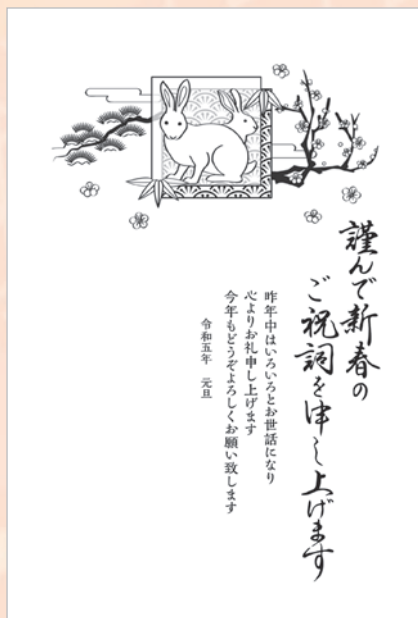 謹んで新春の
ご祝詞を申し上げます
昨年中はいろいろとお世話になり
心よりお礼申し上げます
今年もどうぞよろしくお願い致します
令和五年　元旦